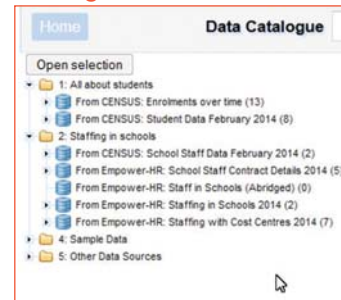 Home
Data Catalogue
Open selection
1: All about students
From CENSUS: Enrolments over time (13)
From CENSUS: Student Data February 2014 (8)
2: Staffing in schools
From CENSUS: School Staff Data February 2014 (2)
From Empower-HR: School Staff Contract Details 2014 (5)
From Empower-HR: Staff in Schools (Abridged) (0)
From Empower-HR: Staffing in Schools 2014 (2)
From Empower-HR: Staffing with Cost Centres 2014 (7)
4: Sample Data
5: Other Data Sources